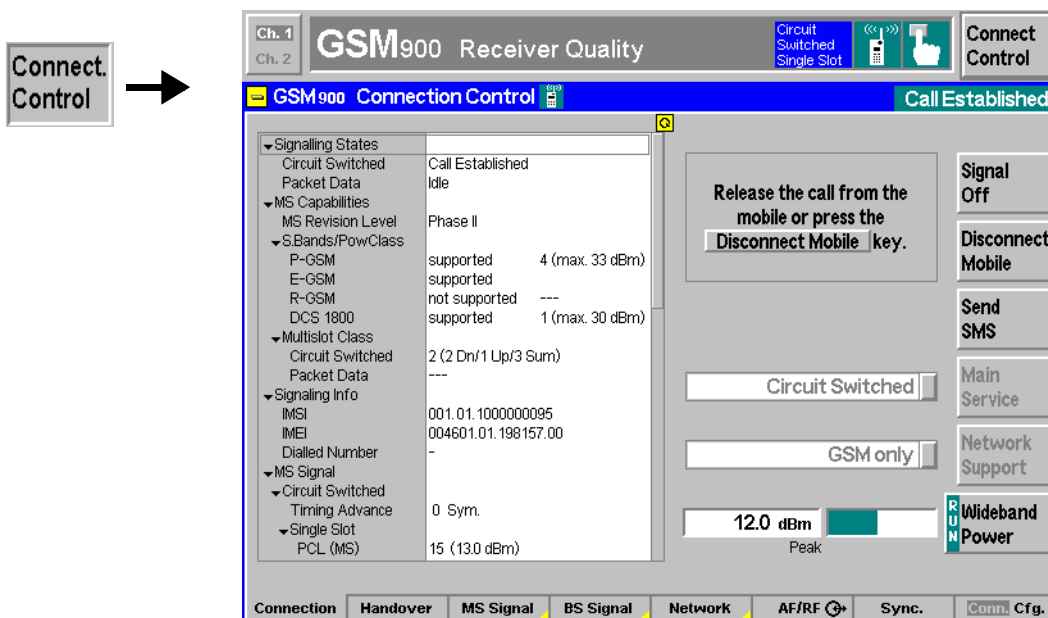 Connect.
Control
Ch. 1
Ch. 2
GSM900 Receiver Quality
Circuit
Switched
Single Slot
Connect
Control
GSM900 Connection Control
Call Established
Signalling States
Circuit Switched Call Established
Packet Data Idle
MS Capabilities
MS Revision Level Phase II
S.Bands/PowClass
P-GSM supported 4 (max. 33 dBm)
E-GSM supported
R-GSM not supported ---
DCS 1800 supported 1 (max. 30 dBm)
Multislot Class
Circuit Switched 2 (2 Dn/1 Up/3 Sum)
Packet Data ---
Signaling Info
IMSI 001.01.1000000095
IMEI 004601.01.198157.00
Dialled Number -
MS Signal
Circuit Switched
Timing Advance 0 Sym.
Single Slot
PCL (MS) 15 (13.0 dBm)
Release the call from the
mobile or press the
Disconnect Mobile key.
Circuit Switched
GSM only
12.0 dBm
Peak
Signal
Off
Disconnect
Mobile
Send
SMS
Main
Service
Network
Support
RUN
Wideband
Power
Connection Handover MS Signal BS Signal Network AF/RF Sync. Conn. Cfg.